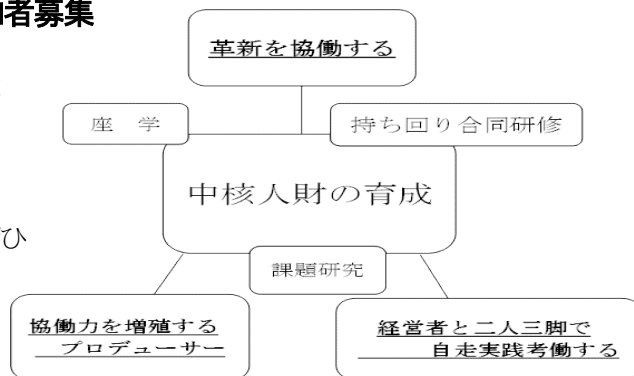 者募集
革新を協働する
座　学
持ち回り合同研修
中核人財の育成
ひ
課題研究
協働力を増殖する
プロデューサー
経営者と二人三脚で
自走実践考働する